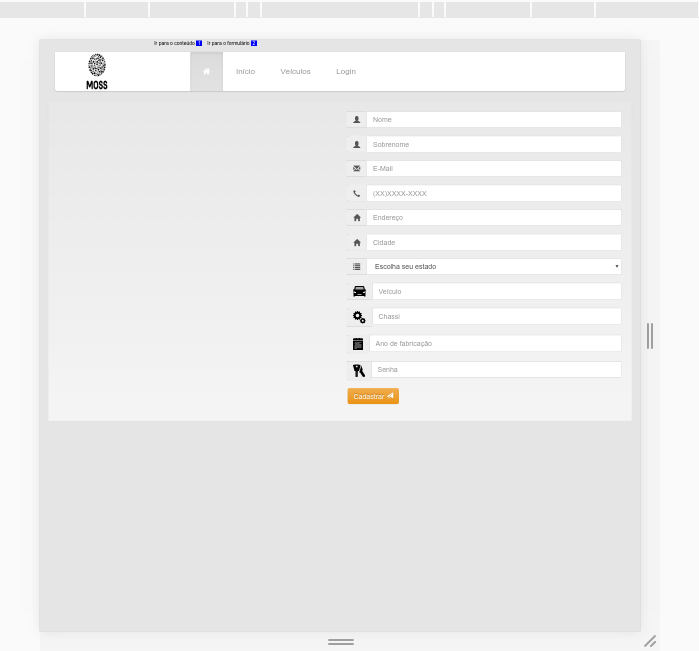 Ir para o conteúdo 1 Ir para o formulário 2
MOSS
Início Veículos Login
Nome
Sobrenome
E-Mail
(XX)XXXX-XXXX
Endereço
Cidade
Escolha seu estado
Veículo
Chassi
Ano de fabricação
Senha
Cadastrar